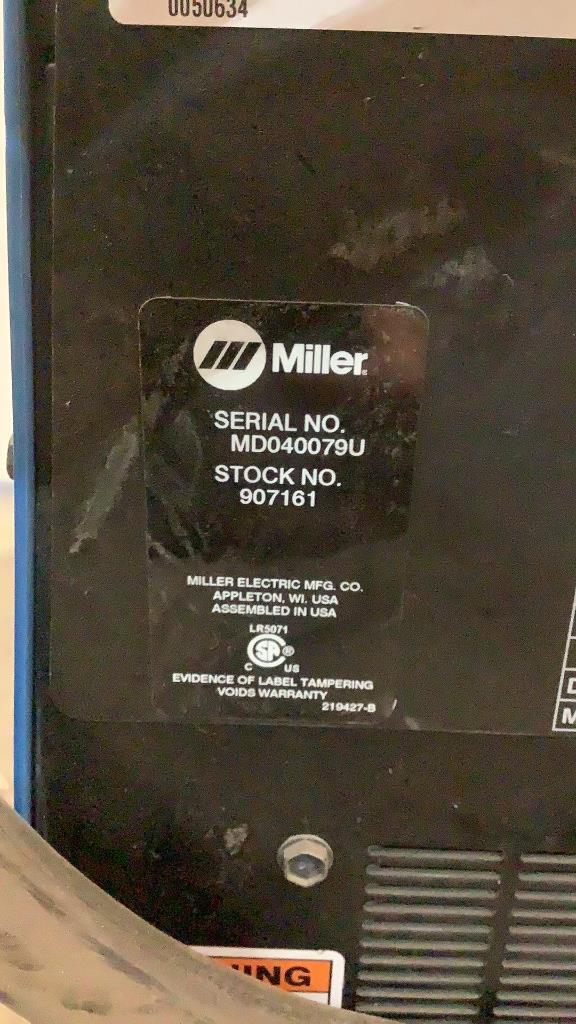 0050634
Miller
SERIAL NO.
MD040079U
STOCK NO.
907161
MILLER ELECTRIC MFG. CO.
APPLETON, WI. USA
ASSEMBLED IN USA
LR5071
SA ®
C US
EVIDENCE OF LABEL TAMPERING
VOIDS WARRANTY
219427-B
D
M